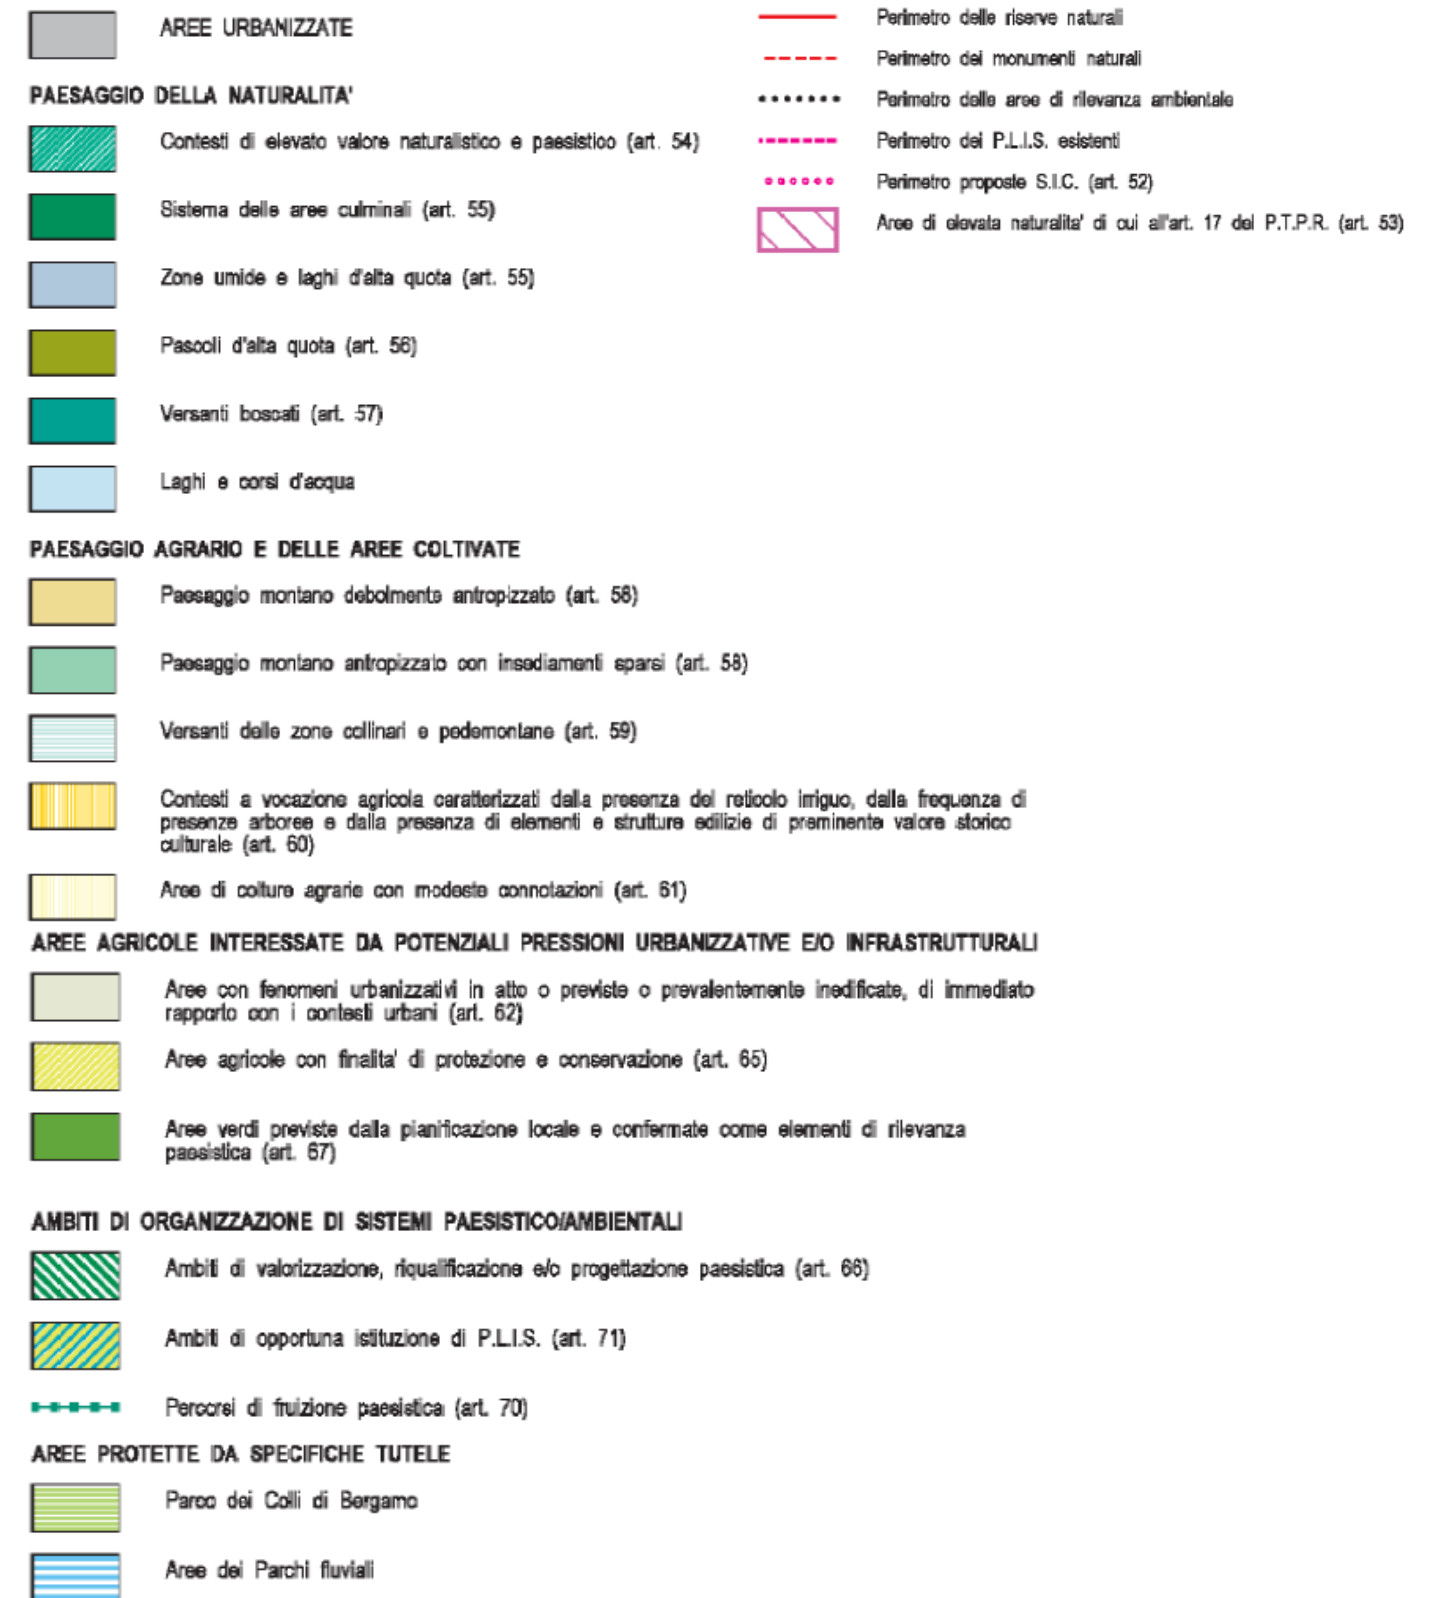 AREE URBANIZZATE
PAESAGGIO DELLA NATURALITA'
Contesti di elevato valore naturalistico e paesistico (art. 54)
Sistema delle aree culminali (art. 55)
Zone umide e laghi d'alta quota (art. 55)
Pascoli d'alta quota (art. 56)
Versanti boscati (art. 57)
Laghi e corsi d'acqua
PAESAGGIO AGRARIO E DELLE AREE COLTIVATE
Paesaggio montano debolmente antropizzato (art. 58)
Paesaggio montano antropizzato con insediamenti sparsi (art. 58)
Versanti delle zone collinari e pedemontane (art. 59)
Contesti a vocazione agricola caratterizzati dalla presenza del reticolo irriguo, dalla frequenza di
presenze arboree e dalla presenza di elementi e strutture edilizie di preminente valore storico
culturale (art. 60)
Aree di colture agrarie con modeste connotazioni (art. 61)
AREE AGRICOLE INTERESSATE DA POTENZIALI PRESSIONI URBANIZZATIVE E/O INFRASTRUTTURALI
Aree con fenomeni urbanizzativi in atto o previste o prevalentemente inedificate, di immediato
rapporto con i contesti urbani (art. 62)
Aree agricole con finalita' di protezione e conservazione (art. 65)
Aree verdi previste dalla pianificazione locale e confermate come elementi di rilevanza
paesistica (art. 67)
AMBITI DI ORGANIZZAZIONE DI SISTEMI PAESISTICO/AMBIENTALI
Ambiti di valorizzazione, riqualificazione e/o progettazione paesistica (art. 66)
Ambiti di opportuna istituzione di P.L.I.S. (art. 71)
Percorsi di fruizione paesistica (art. 70)
AREE PROTETTE DA SPECIFICHE TUTELE
Parco dei Colli di Bergamo
Aree dei Parchi fluviali
Perimetro delle riserve naturali
Perimetro dei monumenti naturali
Perimetro delle aree di rilevanza ambientale
Perimetro dei P.L.I.S. esistenti
Perimetro proposte S.I.C. (art. 52)
Aree di elevata naturalita' di cui all'art. 17 del P.T.P.R. (art. 53)